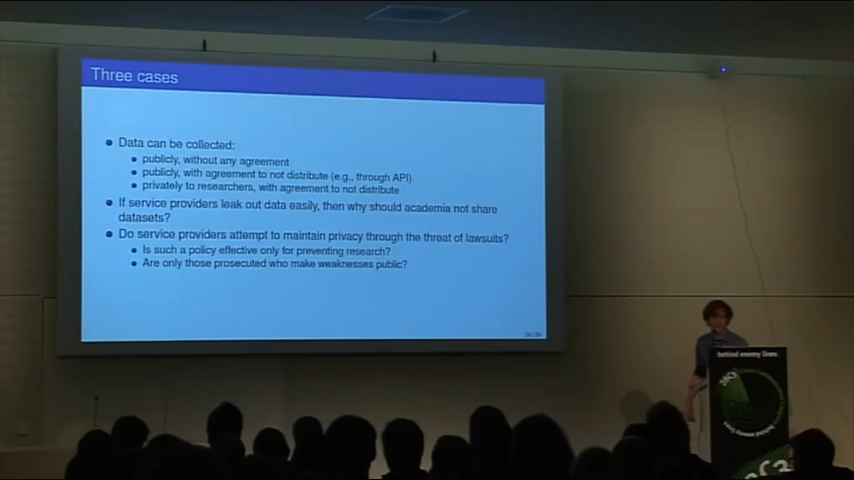 Three cases
Data can be collected:
publicly, without any agreement
publicly, with agreement to not distribute (e.g., through API)
privately to researchers, with agreement to not distribute
If service providers leak out data easily, then why should academia not share
datasets?
Do service providers attempt to maintain privacy through the threat of lawsuits?
Is such a policy effective only for preventing research?
Are only those prosecuted who make weaknesses public?
behind enemy lines